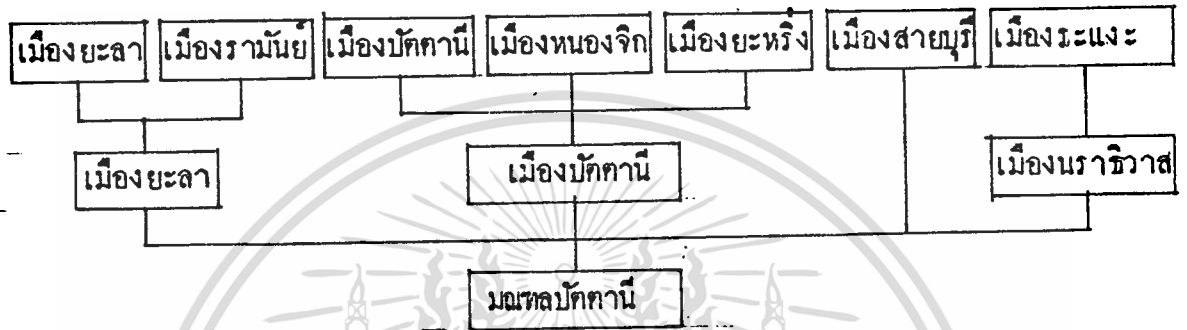 เมืองยะลา เมืองรามันย์ เมืองปัตตานี เมืองหนองจิก เมืองยะหริ่ง เมืองสายบุรี เมืองระแงะ
เมืองยะลา เมืองปัตตานี เมืองนราธิวาส
มณฑลปัตตานี